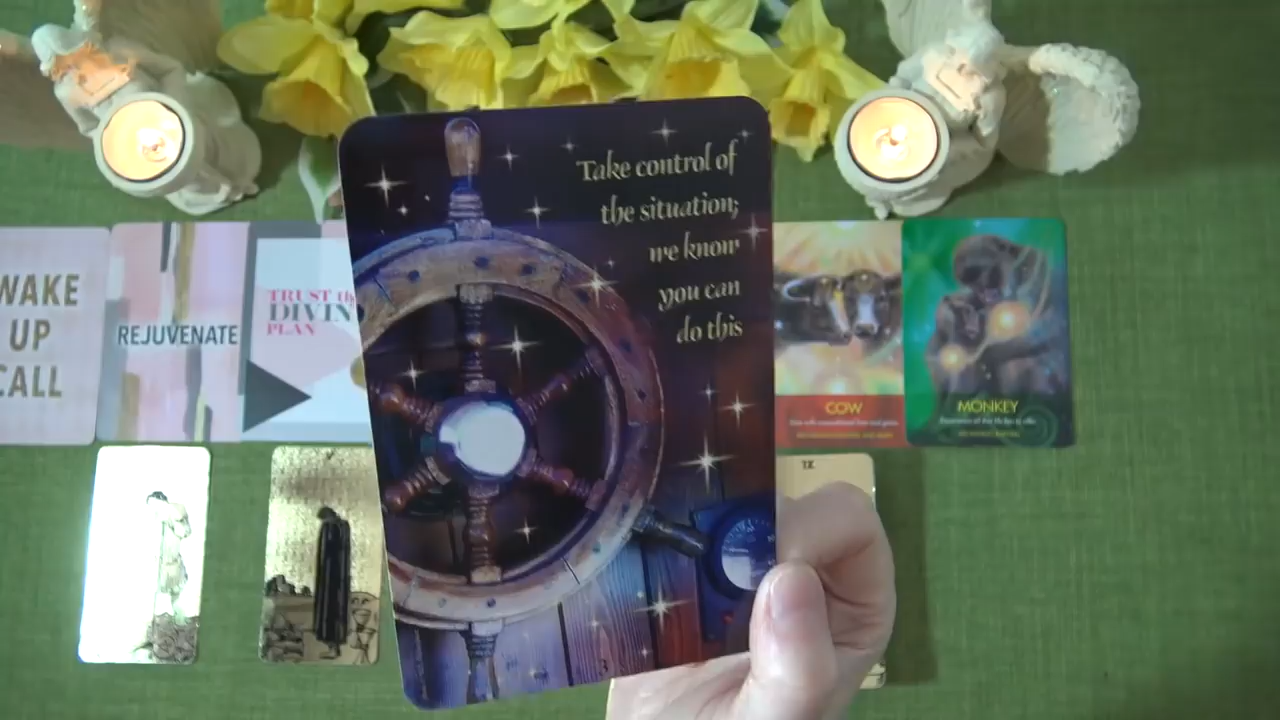 Take control of
the situation;
we know
you can
do this
WAKE
UP
CALL
REJUVENATE
TRUST the
DIVIN
PLAN
COW
MONKEY
IX